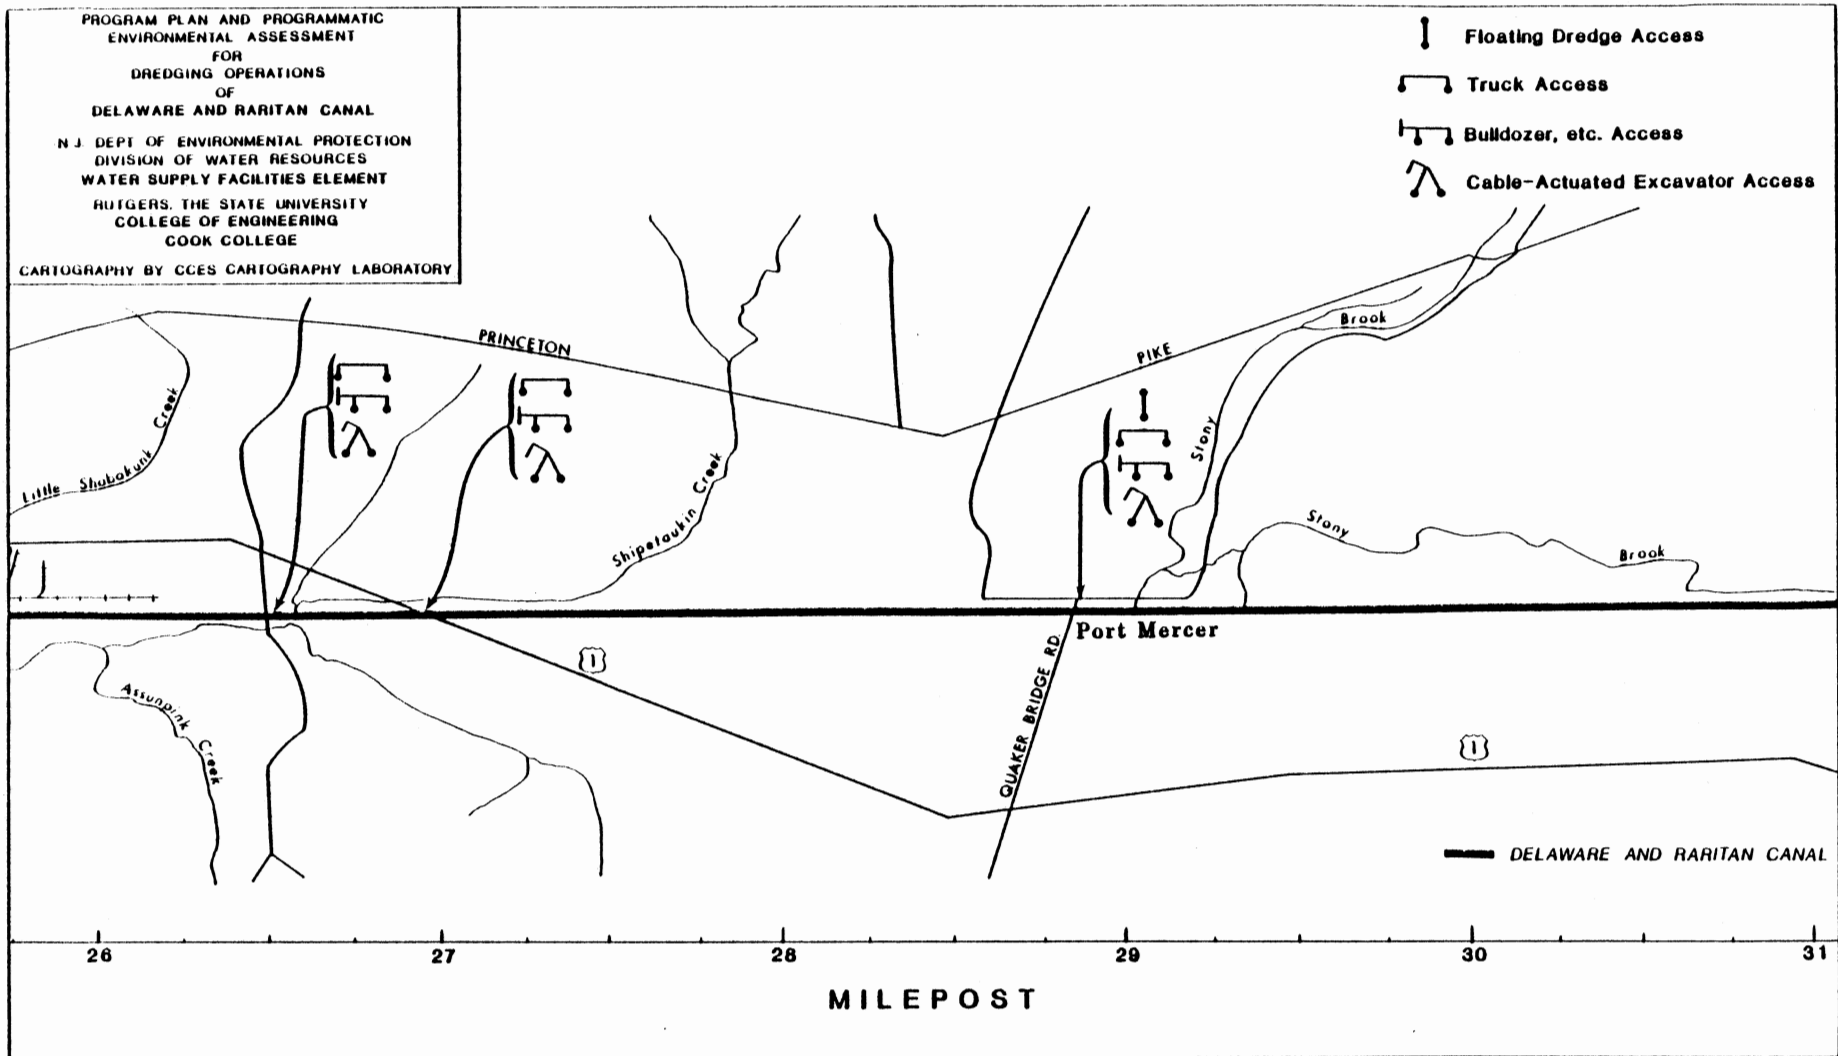 PROGRAM PLAN AND PROGRAMMATIC
ENVIRONMENTAL ASSESSMENT
FOR
DREDGING OPERATIONS
OF
DELAWARE AND RARITAN CANAL
N J DEPT OF ENVIRONMENTAL PROTECTION
DIVISION OF WATER RESOURCES
WATER SUPPLY FACILITIES ELEMENT
RUTGERS, THE STATE UNIVERSITY
COLLEGE OF ENGINEERING
COOK COLLEGE
CARTOGRAPHY BY CCES CARTOGRAPHY LABORATORY
Floating Dredge Access
Truck Access
Bulldozer, etc. Access
Cable-Actuated Excavator Access
PRINCETON
PIKE
Brook
Little Shabakunk Creek
Shipetaukin Creek
Stony
Stony
Brook
Port Mercer
1
QUAKER BRIDGE RD.
Assunpink Creek
1
DELAWARE AND RARITAN CANAL
26
27
28
29
30
31
MILEPOST